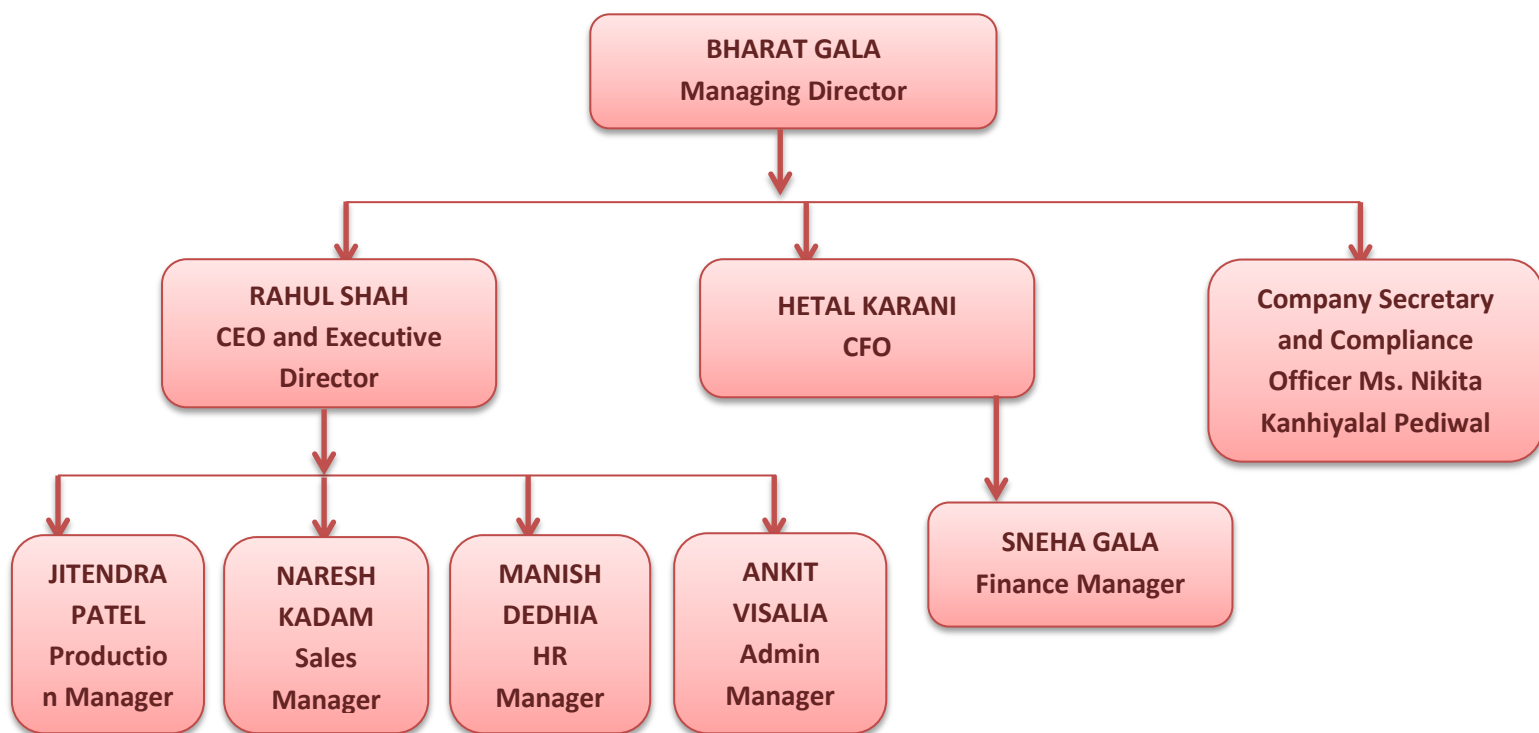 BHARAT GALA
Managing Director
RAHUL SHAH
CEO and Executive
Director
HETAL KARANI
CFO
Company Secretary
and Compliance
Officer Ms. Nikita
Kanhiyalal Pediwal
JITENDRA
PATEL
Productio
n Manager
NARESH
KADAM
Sales
Manager
MANISH
DEDHIA
HR
Manager
ANKIT
VISALIA
Admin
Manager
SNEHA GALA
Finance Manager